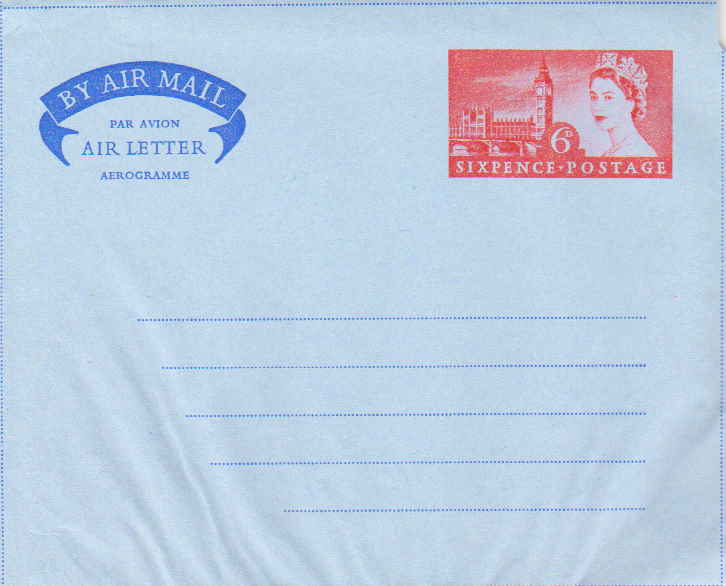 BY AIR MAIL
PAR AVION
AIR LETTER
AEROGRAMME
6D
SIXPENCE·POSTAGE